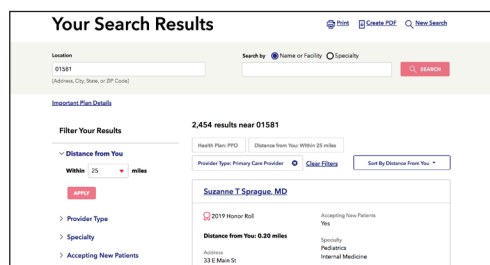 Your Search Results
Print Create PDF New Search
Location
Search by Name or Facility Specialty
01581
SEARCH
(Address, City, State, or ZIP Code)
Important Plan Details
Filter Your Results
Distance from You
Within 25 miles
APPLY
> Provider Type
> Specialty
> Accepting New Patients
2,454 results near 01581
Health Plan: PPO Distance from You: Within 25 miles
Provider Type: Primary Care Provider Clear Filters Sort By Distance From You
Suzanne T Sprague, MD
2019 Honor Roll
Distance from You: 0.20 miles
Address
33 E Main St
Accepting New Patients
Yes
Specialty
Pediatrics
Internal Medicine